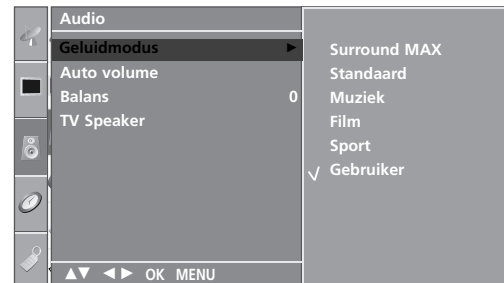 Audio
Geluidmodus ►
Auto volume
Balans 0
TV Speaker
▲▼ ◄► OK MENU
Surround MAX
Standaard
Muziek
Film
Sport
√ Gebruiker